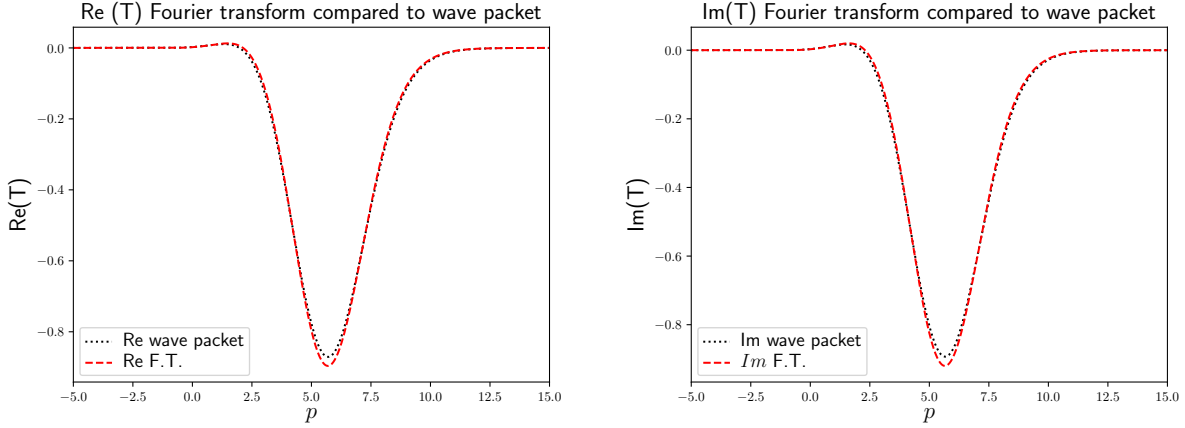 Re (T) Fourier transform compared to wave packet
0.0
−0.2
−0.4
−0.6
−0.8
Re(T)
Re wave packet
Re F.T.
−5.0 −2.5 0.0 2.5 5.0 7.5 10.0 12.5 15.0
p
Im(T) Fourier transform compared to wave packet
0.0
−0.2
−0.4
−0.6
−0.8
Im(T)
Im wave packet
Im F.T.
−5.0 −2.5 0.0 2.5 5.0 7.5 10.0 12.5 15.0
p